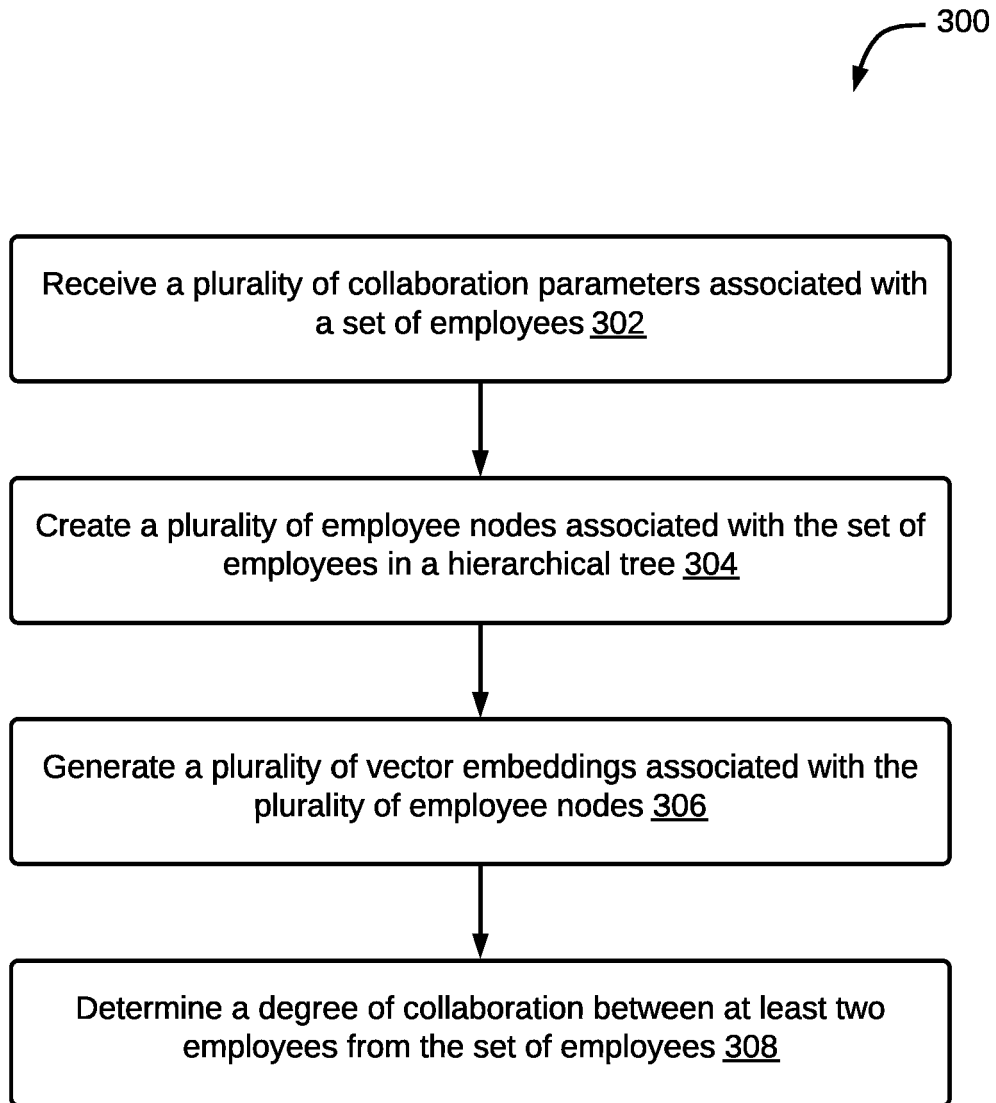 300
Receive a plurality of collaboration parameters associated with
a set of employees 302
Create a plurality of employee nodes associated with the set of
employees in a hierarchical tree 304
Generate a plurality of vector embeddings associated with the
plurality of employee nodes 306
Determine a degree of collaboration between at least two
employees from the set of employees 308